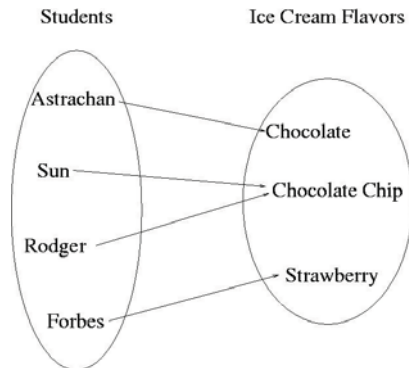 Students
Ice Cream Flavors
Astrachan
Chocolate
Sun
Chocolate Chip
Rodger
Strawberry
Forbes